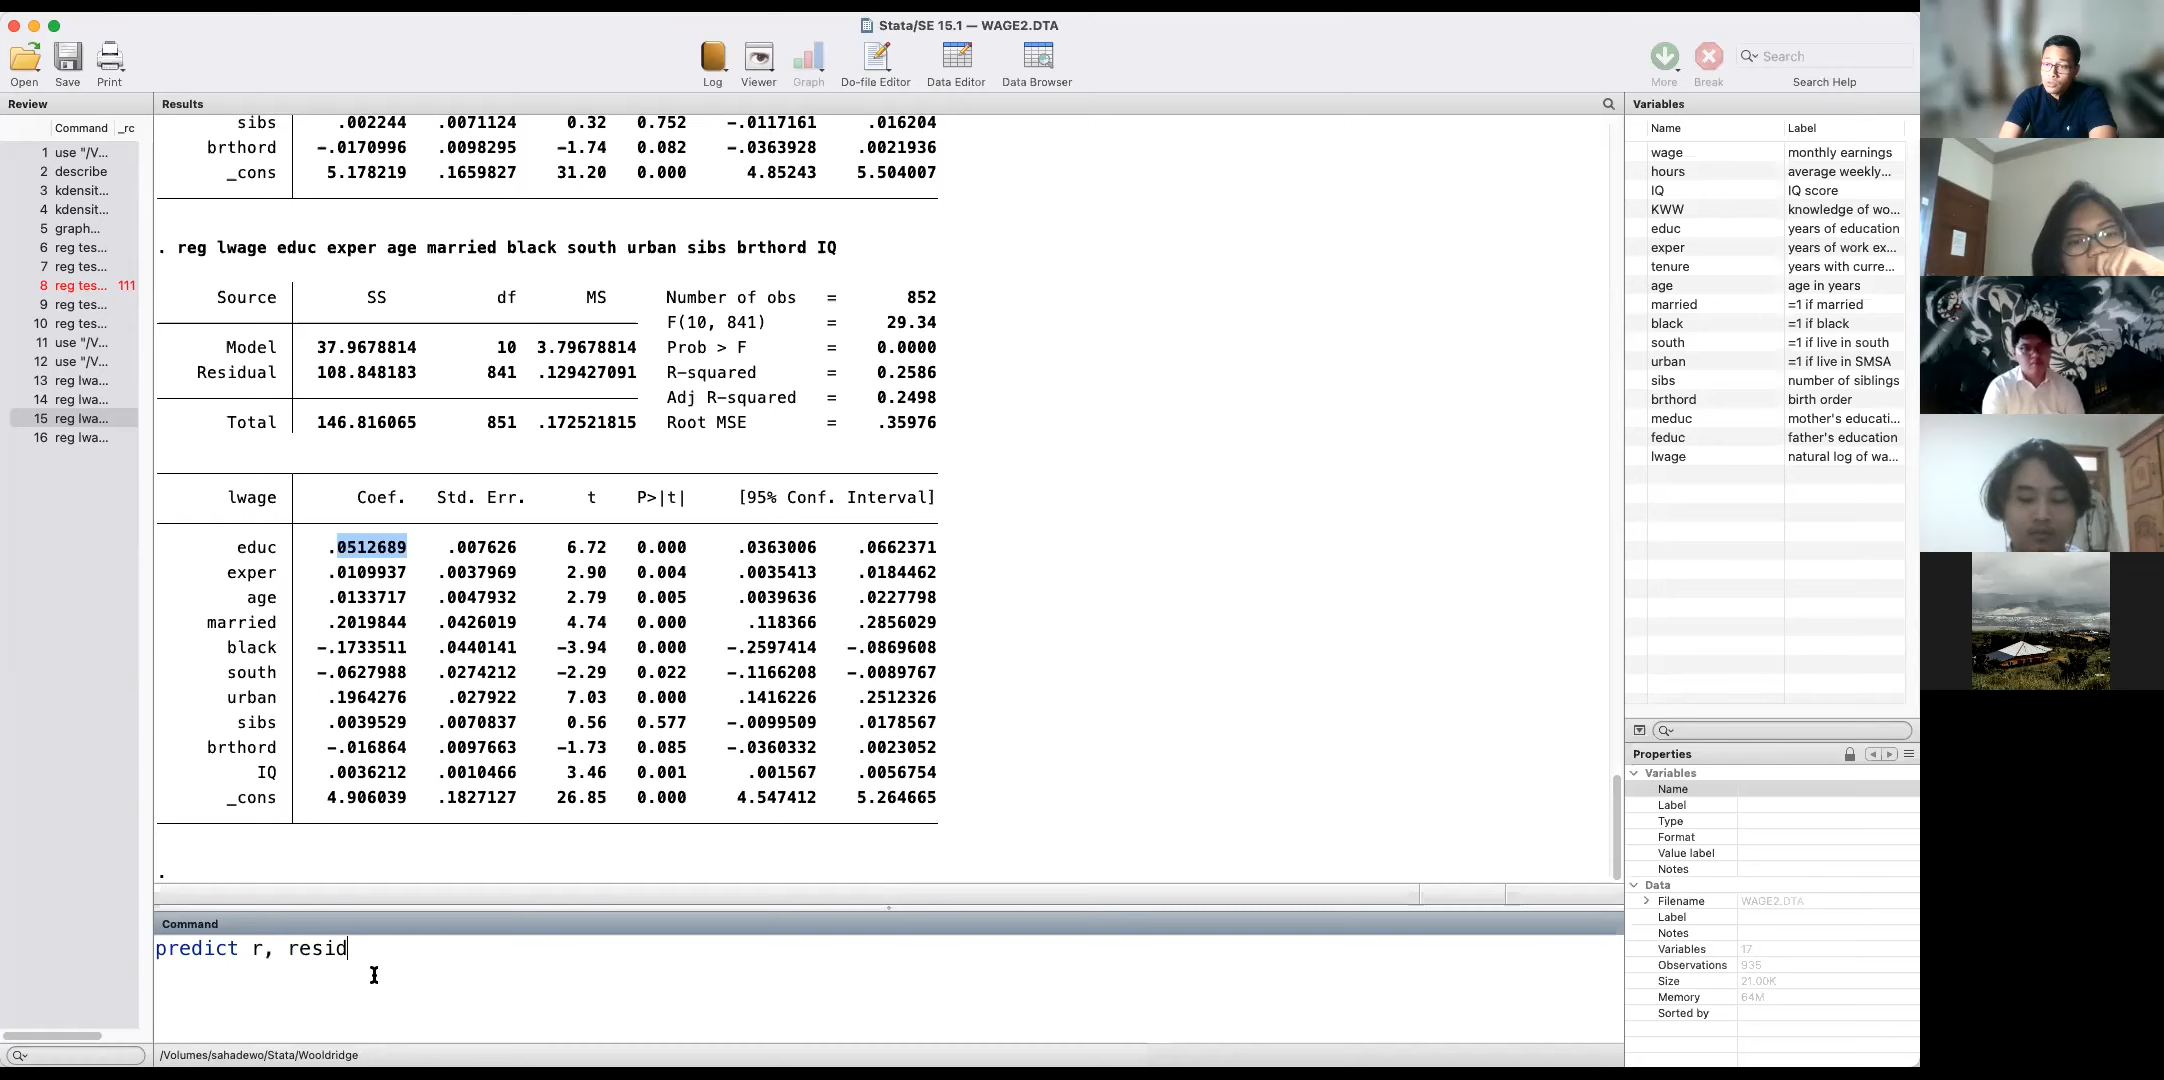 Stata/SE 15.1 — WAGE2.DTA
Open Save Print
Log Viewer Graph Do-file Editor Data Editor Data Browser
More Break Search
Search Help
Review
Command _rc
1 use "/V...
2 describe
3 kdensit...
4 kdensit...
5 graph...
6 reg tes...
7 reg tes...
8 reg tes... 111
9 reg tes...
10 reg tes...
11 use "/V...
12 use "/V...
13 reg lwa...
14 reg lwa...
15 reg lwa...
16 reg lwa...
Results
sibs .002244 .0071124 0.32 0.752 -.0117161 .016204
brthord -.0170996 .0098295 -1.74 0.082 -.0363928 .0021936
_cons 5.178219 .1659827 31.20 0.000 4.85243 5.504007
. reg lwage educ exper age married black south urban sibs brthord IQ
Source SS df MS Number of obs = 852
F(10, 841) = 29.34
Model 37.9678814 10 3.79678814 Prob > F = 0.0000
Residual 108.848183 841 .129427091 R-squared = 0.2586
Adj R-squared = 0.2498
Total 146.816065 851 .172521815 Root MSE = .35976
lwage Coef. Std. Err. t P>|t| [95% Conf. Interval]
educ .0512689 .007626 6.72 0.000 .0363006 .0662371
exper .0109937 .0037969 2.90 0.004 .0035413 .0184462
age .0133717 .0047932 2.79 0.005 .0039636 .0227798
married .2019844 .0426019 4.74 0.000 .118366 .2856029
black -.1733511 .0440141 -3.94 0.000 -.2597414 -.0869608
south -.0627988 .0274212 -2.29 0.022 -.1166208 -.0089767
urban .1964276 .027922 7.03 0.000 .1416226 .2512326
sibs .0039529 .0070837 0.56 0.577 -.0099509 .0178567
brthord -.016864 .0097663 -1.73 0.085 -.0360332 .0023052
IQ .0036212 .0010466 3.46 0.001 .001567 .0056754
_cons 4.906039 .1827127 26.85 0.000 4.547412 5.264665
.
Command
predict r, resid
/Volumes/sahadewo/Stata/Wooldridge
Variables
Name Label
wage monthly earnings
hours average weekly...
IQ IQ score
KWW knowledge of wo...
educ years of education
exper years of work ex...
tenure years with curre...
age age in years
married =1 if married
black =1 if black
south =1 if live in south
urban =1 if live in SMSA
sibs number of siblings
brthord birth order
meduc mother's educati...
feduc father's education
lwage natural log of wa...
Properties
Variables
Name
Label
Type
Format
Value label
Notes
Data
Filename WAGE2.DTA
Label
Notes
Variables 17
Observations 935
Size 21.00K
Memory 64M
Sorted by